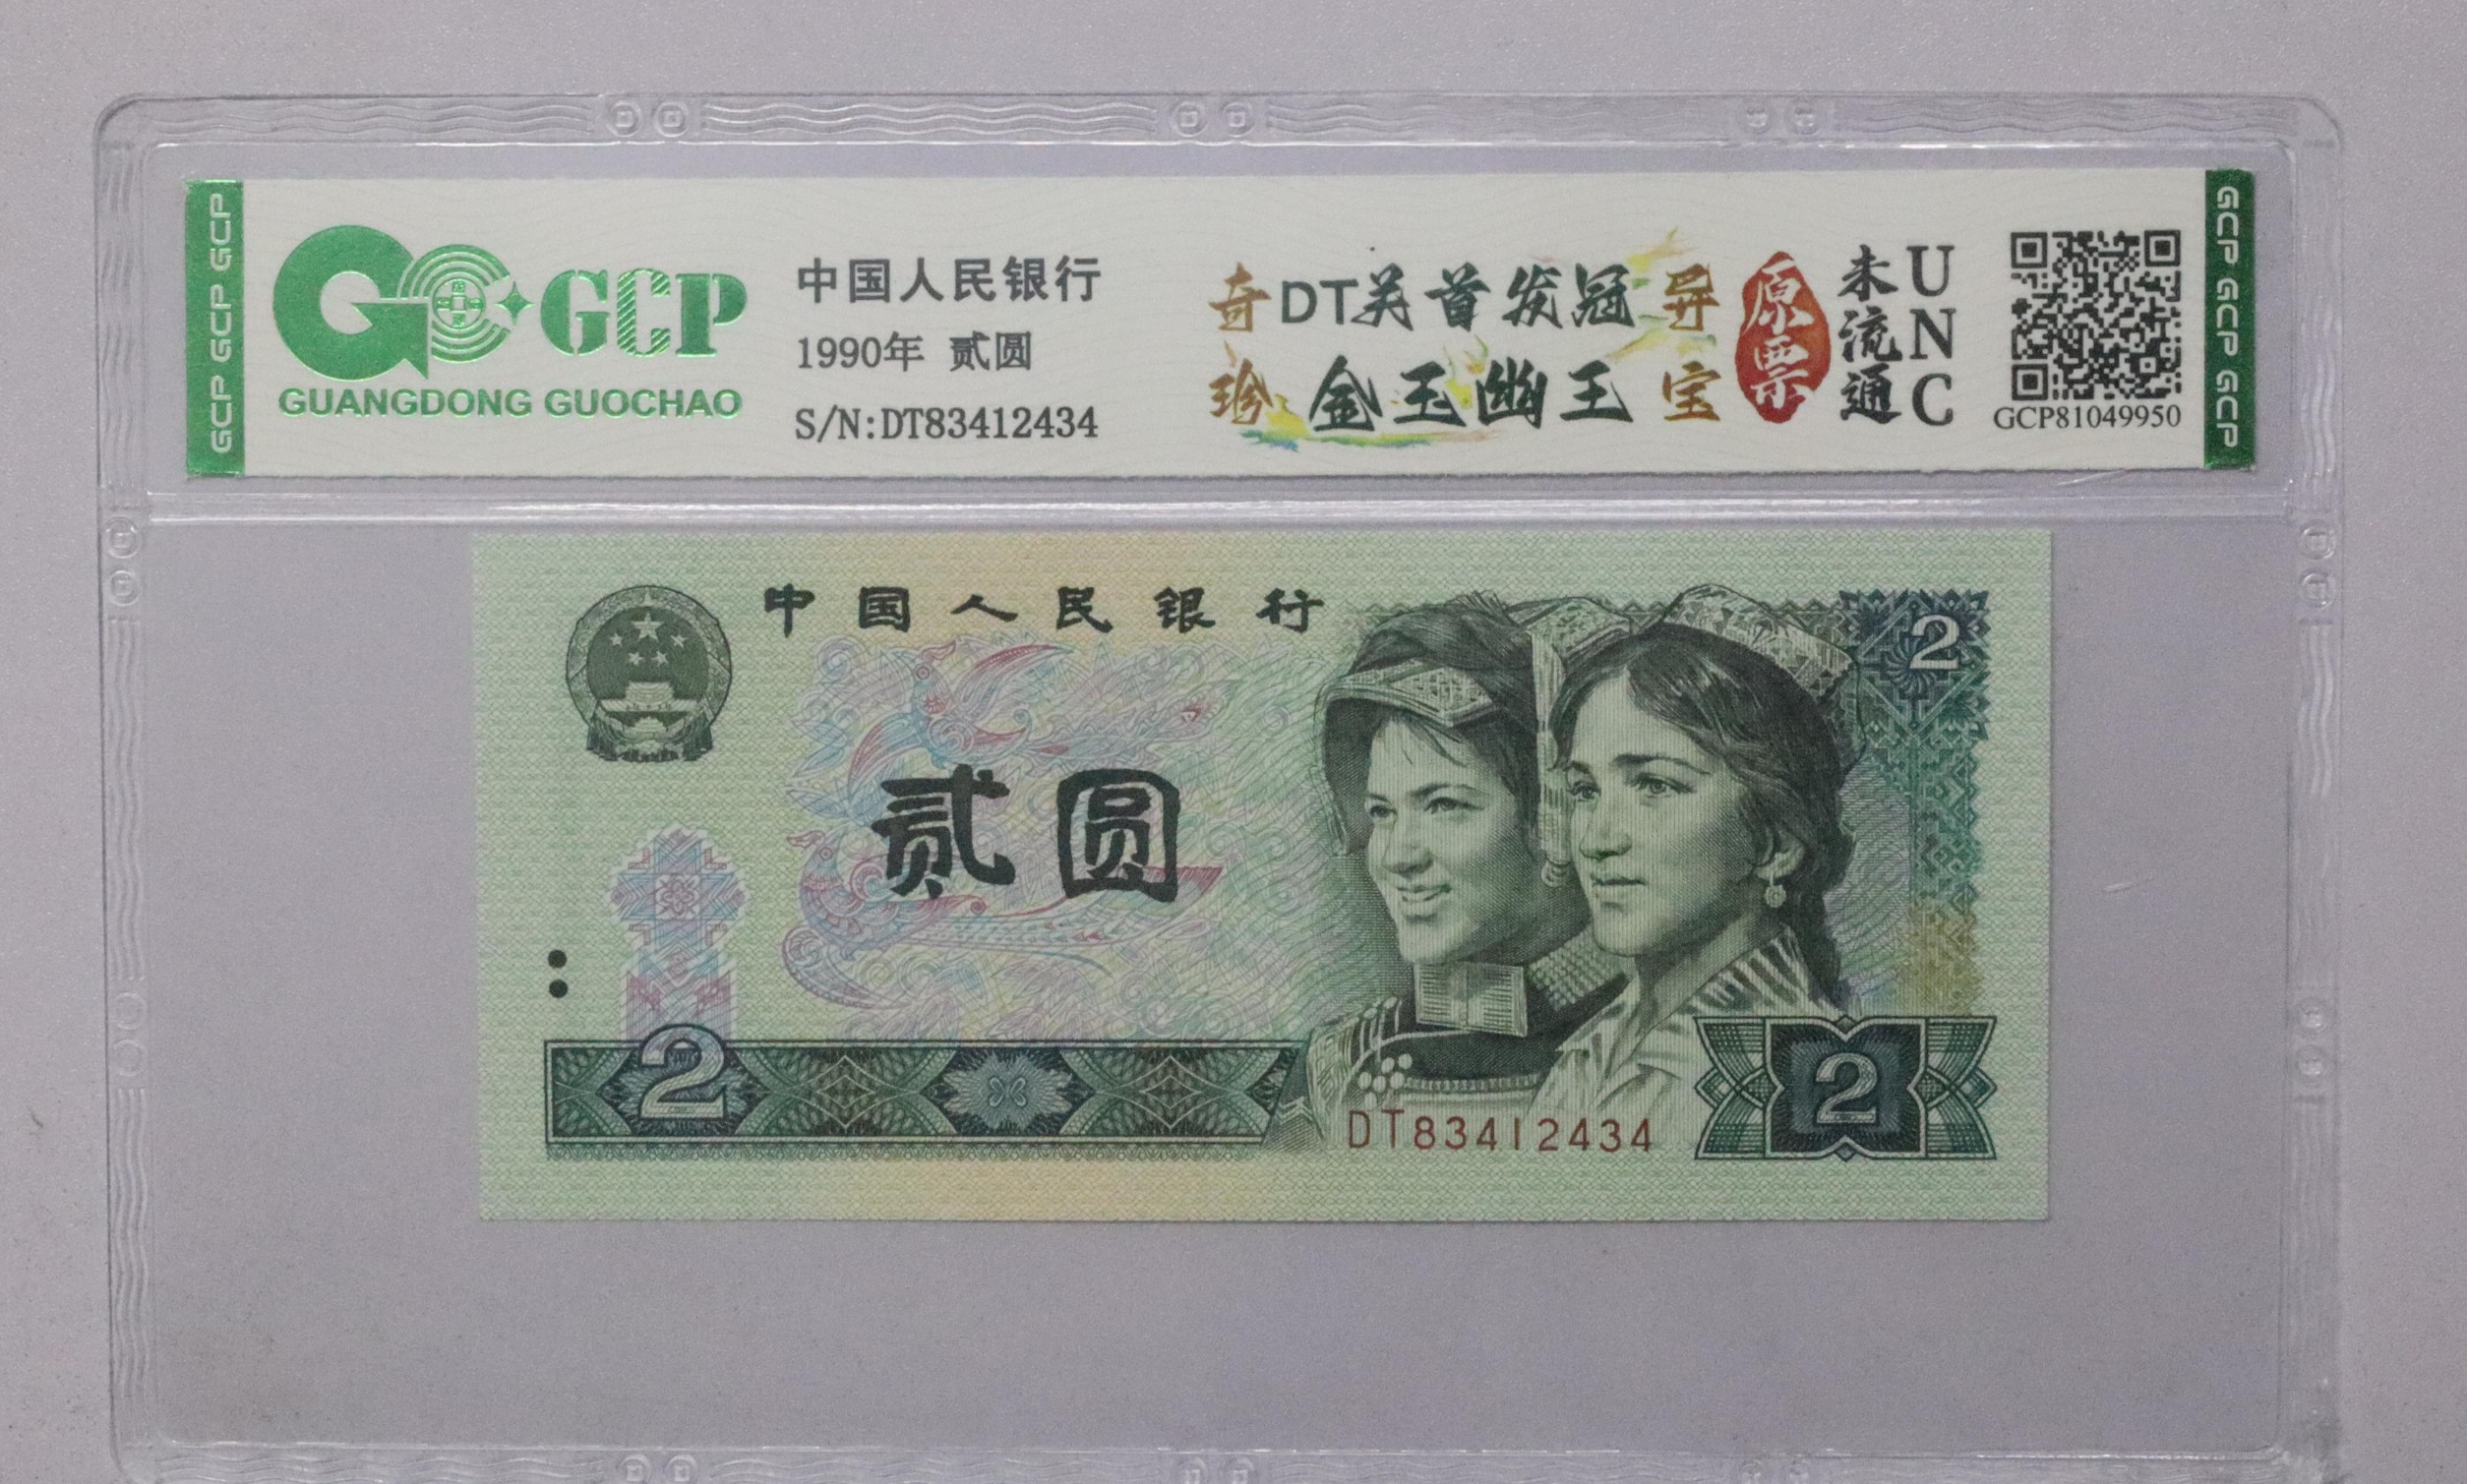 GCP GCP GCP
GCP
GUANGDONG GUOCHAO
中国人民银行
1990年 贰圆
S/N:DT83412434
奇珍
DT美首发冠
金玉幽王
异宝
原票
未流通
UNC
GCP81049950
GCP GCP GCP
中国人民银行
2
贰圆
2
DT83412434
2